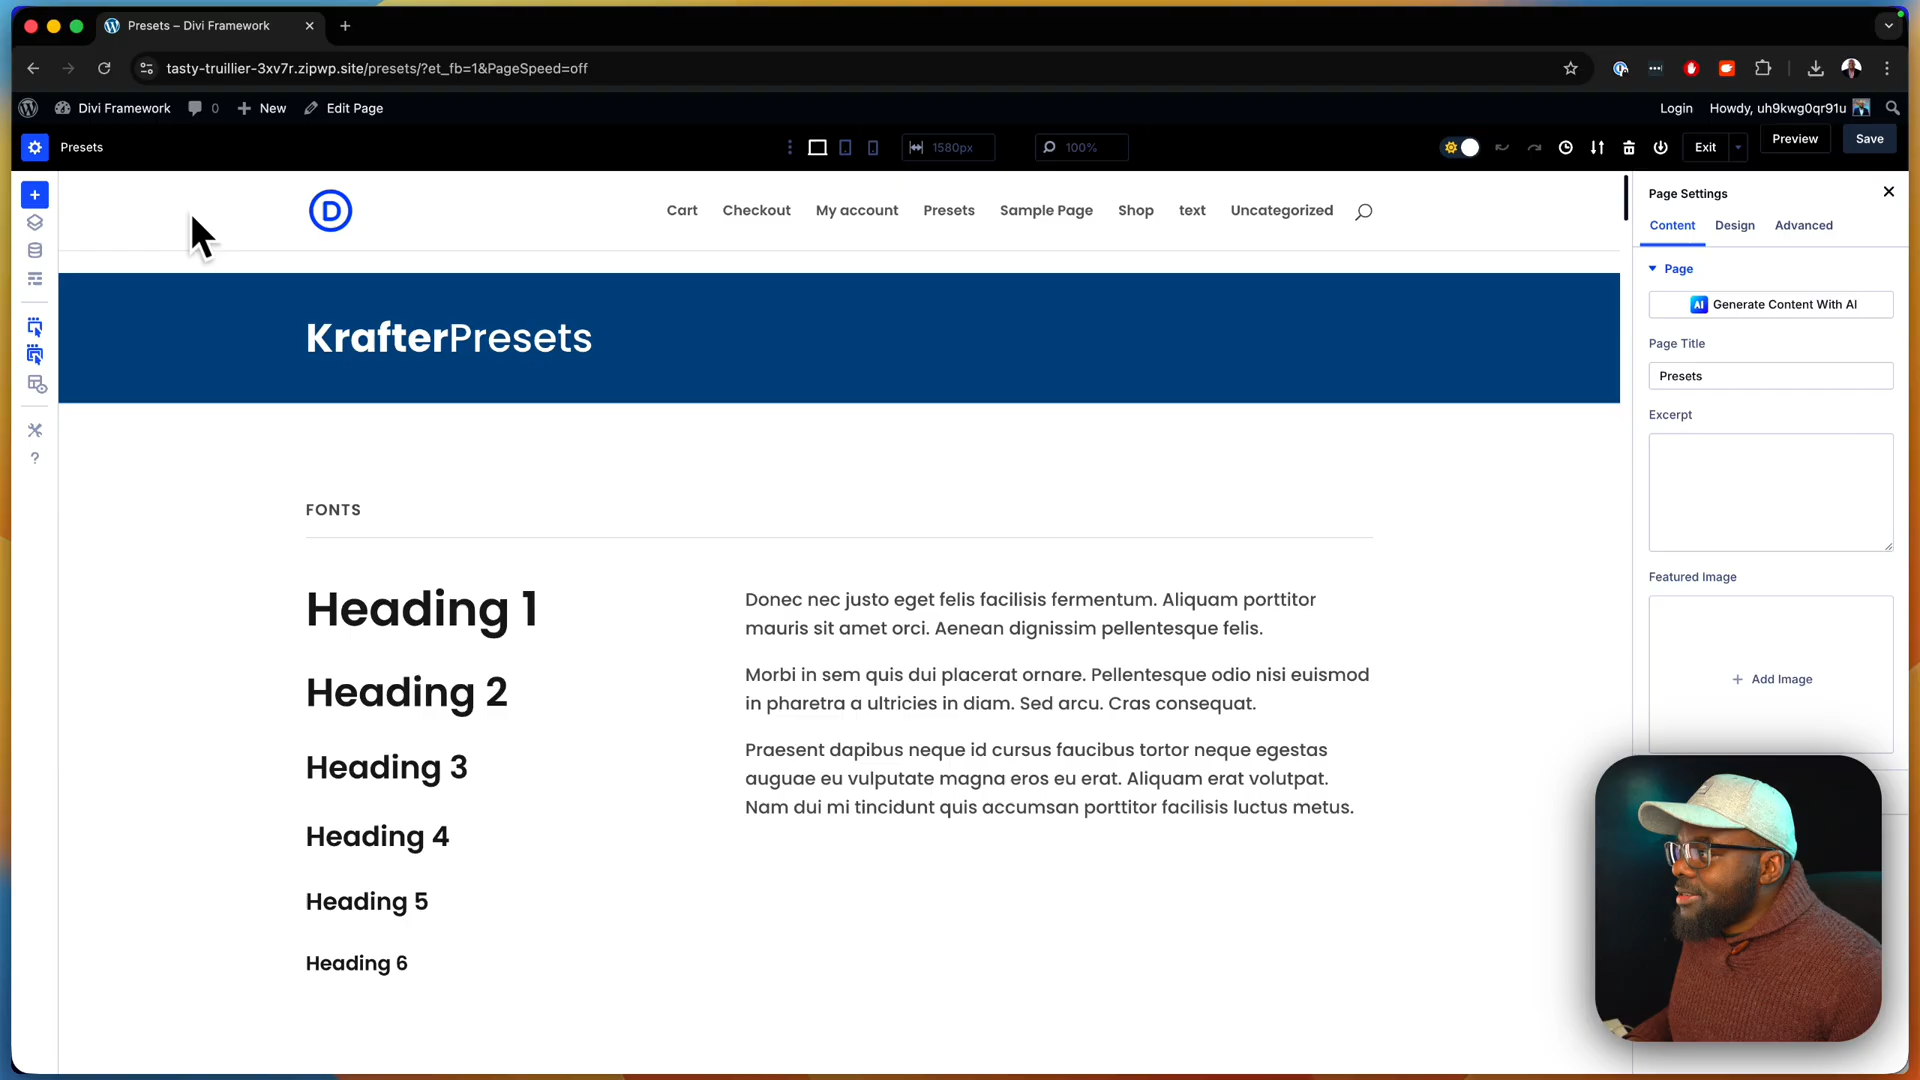 Presets – Divi Framework
tasty-truillier-3xv7r.zipwp.site/presets/?et_fb=1&PageSpeed=off
Divi Framework
0
New
Edit Page
Login
Howdy, uh9kwg0qr91u
Presets
1580px
100%
Exit
Preview
Save
D
Cart
Checkout
My account
Presets
Sample Page
Shop
text
Uncategorized
KrafterPresets
FONTS
Heading 1
Heading 2
Heading 3
Heading 4
Heading 5
Heading 6
Donec nec justo eget felis facilisis fermentum. Aliquam porttitor
mauris sit amet orci. Aenean dignissim pellentesque felis.
Morbi in sem quis dui placerat ornare. Pellentesque odio nisi euismod
in pharetra a ultricies in diam. Sed arcu. Cras consequat.
Praesent dapibus neque id cursus faucibus tortor neque egestas
auguae eu vulputate magna eros eu erat. Aliquam erat volutpat.
Nam dui mi tincidunt quis accumsan porttitor facilisis luctus metus.
Page Settings
Content
Design
Advanced
Page
AI Generate Content With AI
Page Title
Presets
Excerpt
Featured Image
Add Image